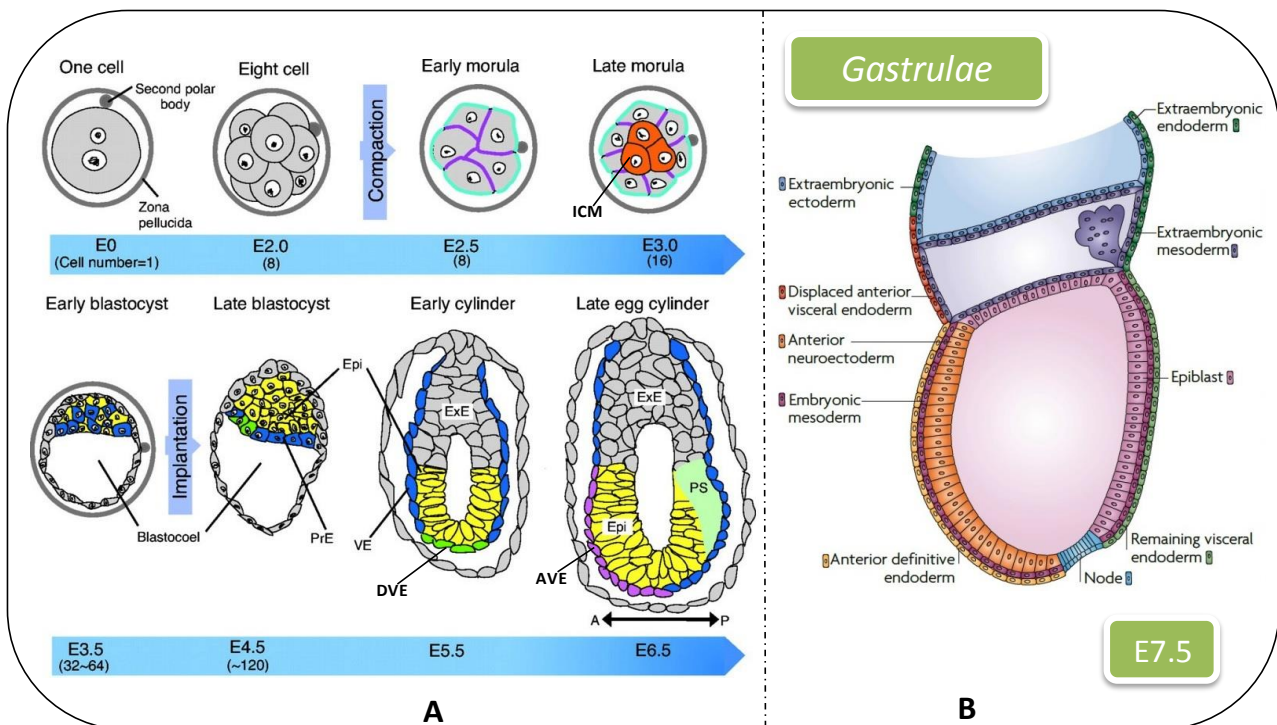 One cell
Second polar
body
Zona
pellucida
Eight cell
Compaction
Early morula
Late morula
ICM
E0
(Cell number=1)
E2.0
(8)
E2.5
(8)
E3.0
(16)
Early blastocyst
Late blastocyst
Early cylinder
Late egg cylinder
Implantation
Epi
Blastocoel
PrE
ExE
VE
DVE
ExE
PS
Epi
AVE
A
P
E3.5
(32~64)
E4.5
(~120)
E5.5
E6.5
A
Gastrulae
Extraembryonic
endoderm
Extraembryonic
ectoderm
Extraembryonic
mesoderm
Displaced anterior
visceral endoderm
Anterior
neuroectoderm
Epiblast
Embryonic
mesoderm
Anterior definitive
endoderm
Remaining visceral
endoderm
Node
E7.5
B